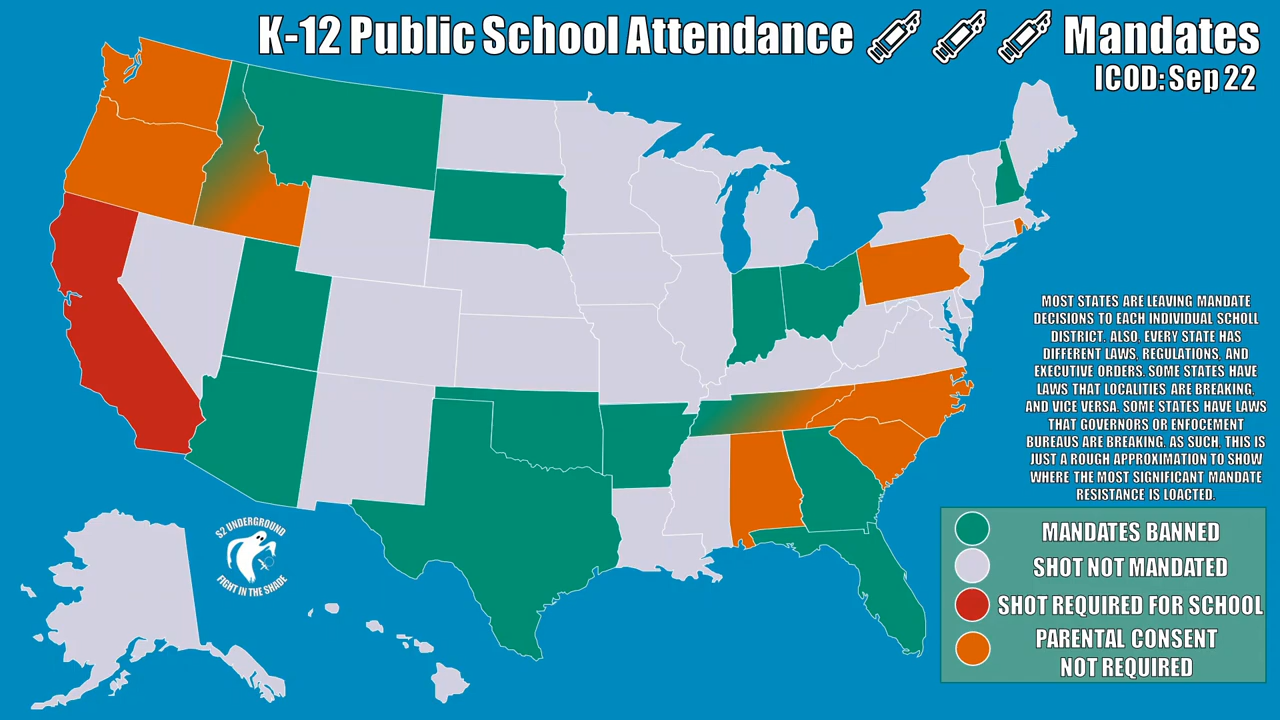 K-12 Public School Attendance Mandates
ICOD: Sep 22
MOST STATES ARE LEAVING MANDATE
DECISIONS TO EACH INDIVIDUAL SCHOLL
DISTRICT. ALSO, EVERY STATE HAS
DIFFERENT LAWS, REGULATIONS, AND
EXECUTIVE ORDERS. SOME STATES HAVE
LAWS THAT LOCALITIES ARE BREAKING,
AND VICE VERSA. SOME STATES HAVE LAWS
THAT GOVERNORS OR ENFOCEMENT
BUREAUS ARE BREAKING. AS SUCH, THIS IS
JUST A ROUGH APPROXIMATION TO SHOW
WHERE THE MOST SIGNIFICANT MANDATE
RESISTANCE IS LOACTED.
S2 UNDERGROUND
FIGHT IN THE SHADE
MANDATES BANNED
SHOT NOT MANDATED
SHOT REQUIRED FOR SCHOOL
PARENTAL CONSENT
NOT REQUIRED